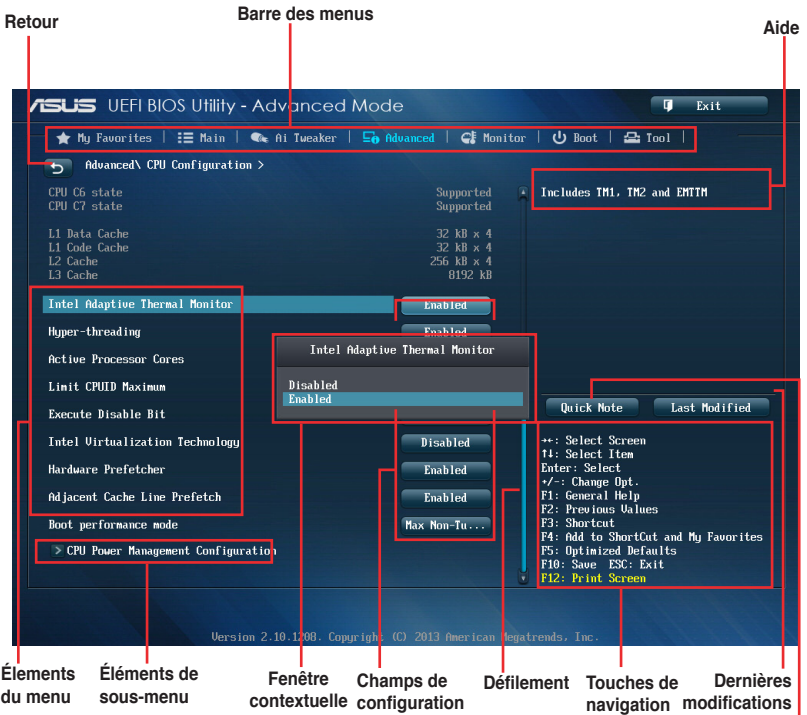 Retour
Barre des menus
Aide
ASUS UEFI BIOS Utility - Advanced Mode
Exit
My Favorites | Main | Ai Tweaker | Advanced | Monitor | Boot | Tool |
Advanced\ CPU Configuration >
CPU C6 state Supported
CPU C7 state Supported
Includes TM1, TM2 and EMTTM
L1 Data Cache 32 kB x 4
L1 Code Cache 32 kB x 4
L2 Cache 256 kB x 4
L3 Cache 8192 kB
Intel Adaptive Thermal Monitor Enabled
Hyper-threading Enabled
Active Processor Cores
Limit CPUID Maximum
Execute Disable Bit
Intel Virtualization Technology Disabled
Hardware Prefetcher Enabled
Adjacent Cache Line Prefetch Enabled
Boot performance mode Max Non-Tu...
> CPU Power Management Configuration
Intel Adaptive Thermal Monitor
Disabled
Enabled
Quick Note Last Modified
→←: Select Screen
↑↓: Select Item
Enter: Select
+/-: Change Opt.
F1: General Help
F2: Previous Values
F3: Shortcut
F4: Add to ShortCut and My Favorites
F5: Optimized Defaults
F10: Save ESC: Exit
F12: Print Screen
Version 2.10.1208. Copyright (C) 2013 American Megatrends, Inc.
Élements du menu
Éléments de sous-menu
Fenêtre contextuelle
Champs de configuration
Défilement
Touches de navigation
Dernières modifications